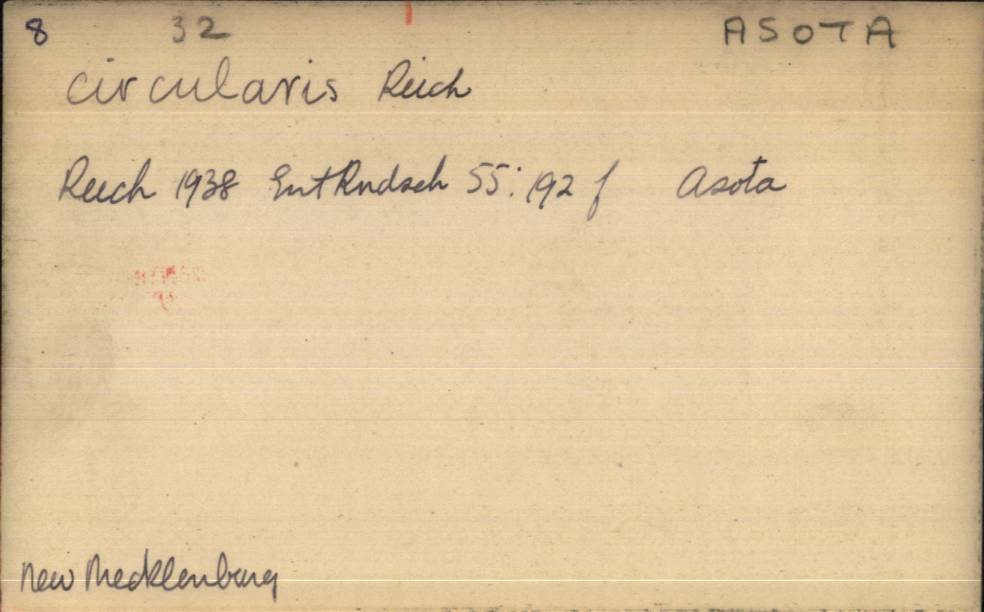 8 32 ASOTA
circularis Reich
Reich 1938 Ent Rndsch 55: 192 f Asota
New Mecklenburg